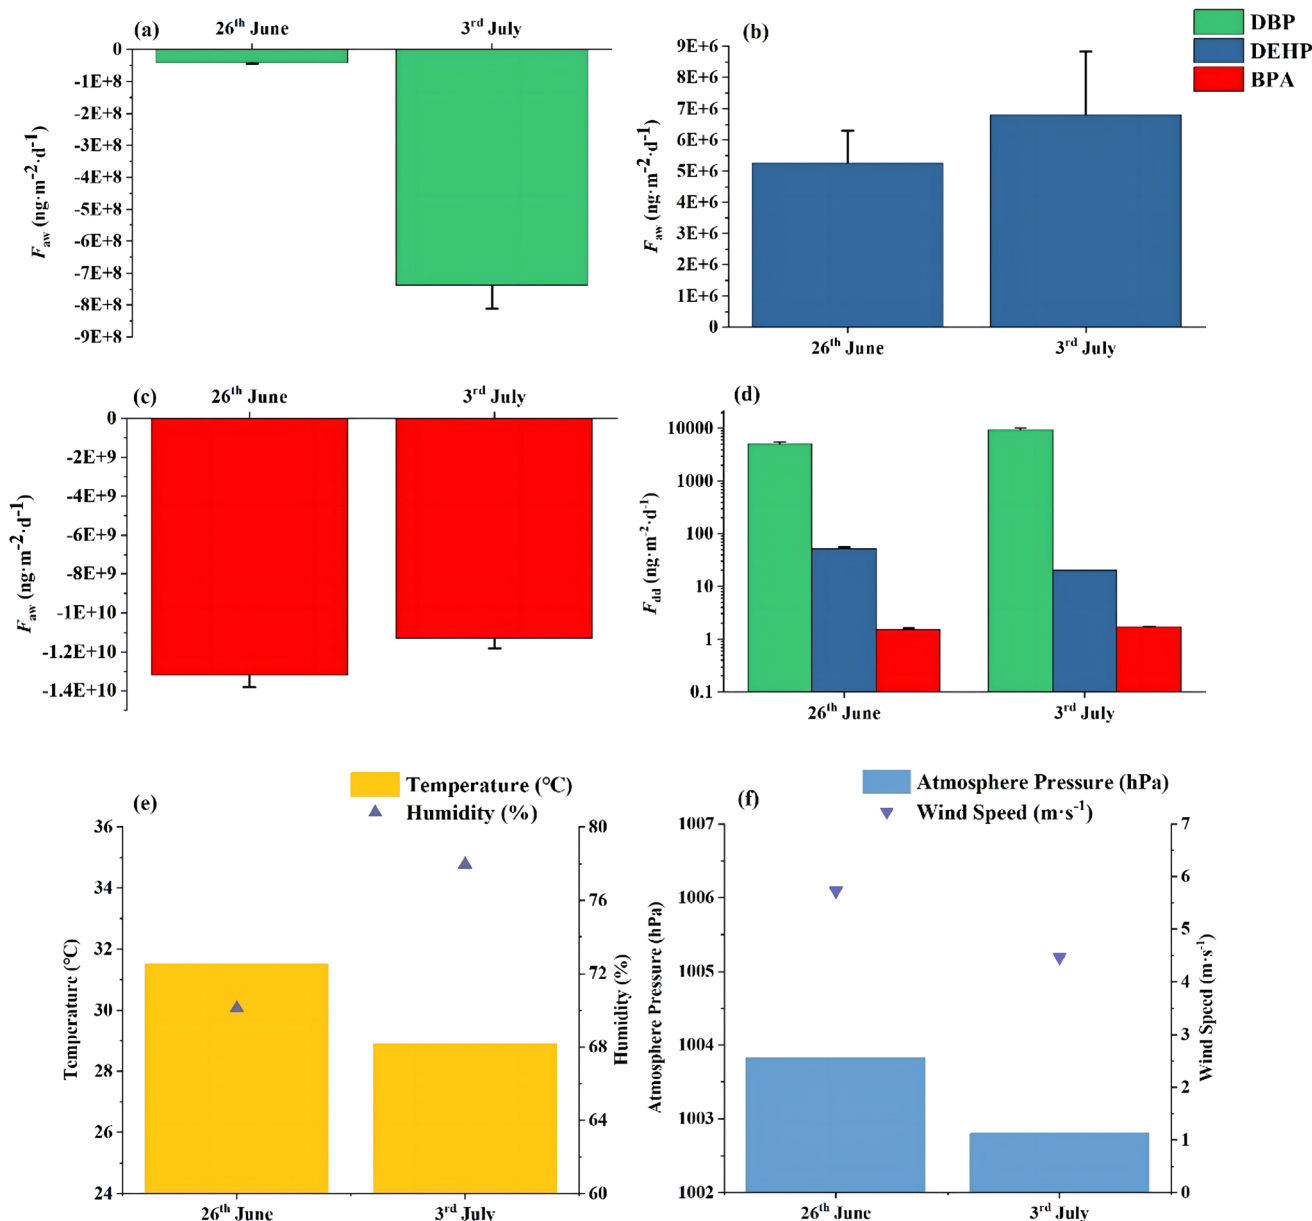 (a)
26th June
3rd July
0
-1E+8
-2E+8
-3E+8
-4E+8
-5E+8
-6E+8
-7E+8
-8E+8
-9E+8
Faw (ng·m-2·d-1)
(b)
DBP
DEHP
BPA
9E+6
8E+6
7E+6
6E+6
5E+6
4E+6
3E+6
2E+6
1E+6
0
Faw (ng·m-2·d-1)
26th June
3rd July
(c)
26th June
3rd July
0
-2E+9
-4E+9
-6E+9
-8E+9
-1E+10
-1.2E+10
-1.4E+10
Faw (ng·m-2·d-1)
(d)
10000
1000
100
10
1
0.1
Fdd (ng·m-2·d-1)
26th June
3rd July
(e)
Temperature (°C)
Humidity (%)
36
34
32
30
28
26
24
Temperature (°C)
80
76
72
68
64
60
Humidity (%)
26th June
3rd July
(f)
Atmosphere Pressure (hPa)
Wind Speed (m·s-1)
1007
1006
1005
1004
1003
1002
Atmosphere Pressure (hPa)
7
6
5
4
3
2
1
0
Wind Speed (m·s-1)
26th June
3rd July